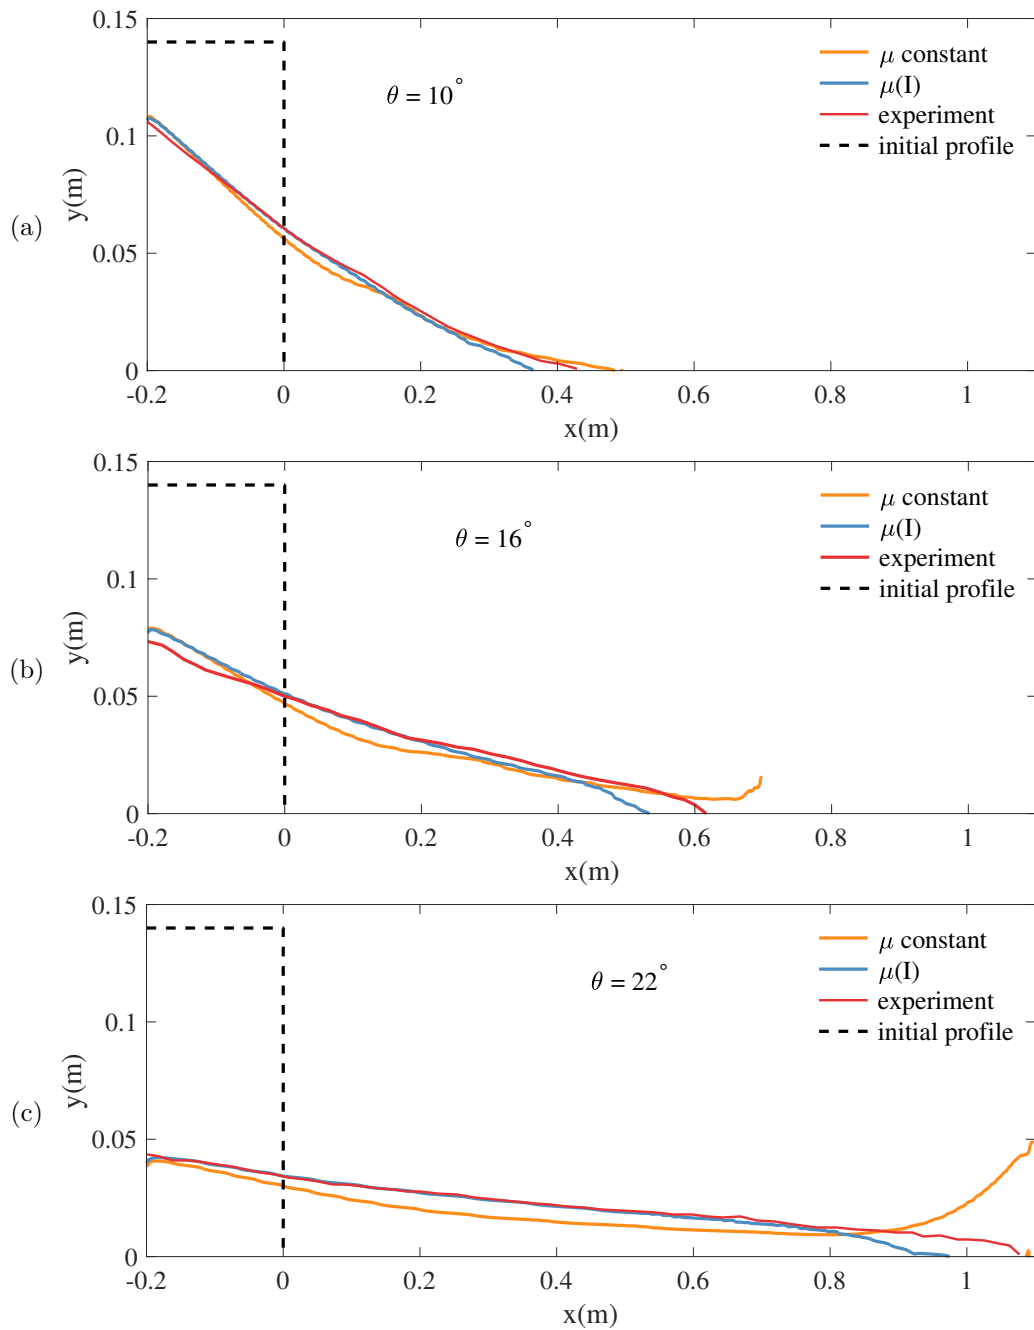 (a)
y(m)
0.15
0.1
0.05
0
θ = 10°
μ constant
μ(I)
experiment
initial profile
-0.2 0 0.2 0.4 0.6 0.8 1
x(m)
(b)
y(m)
0.15
0.1
0.05
0
θ = 16°
μ constant
μ(I)
experiment
initial profile
-0.2 0 0.2 0.4 0.6 0.8 1
x(m)
(c)
y(m)
0.15
0.1
0.05
0
θ = 22°
μ constant
μ(I)
experiment
initial profile
-0.2 0 0.2 0.4 0.6 0.8 1
x(m)